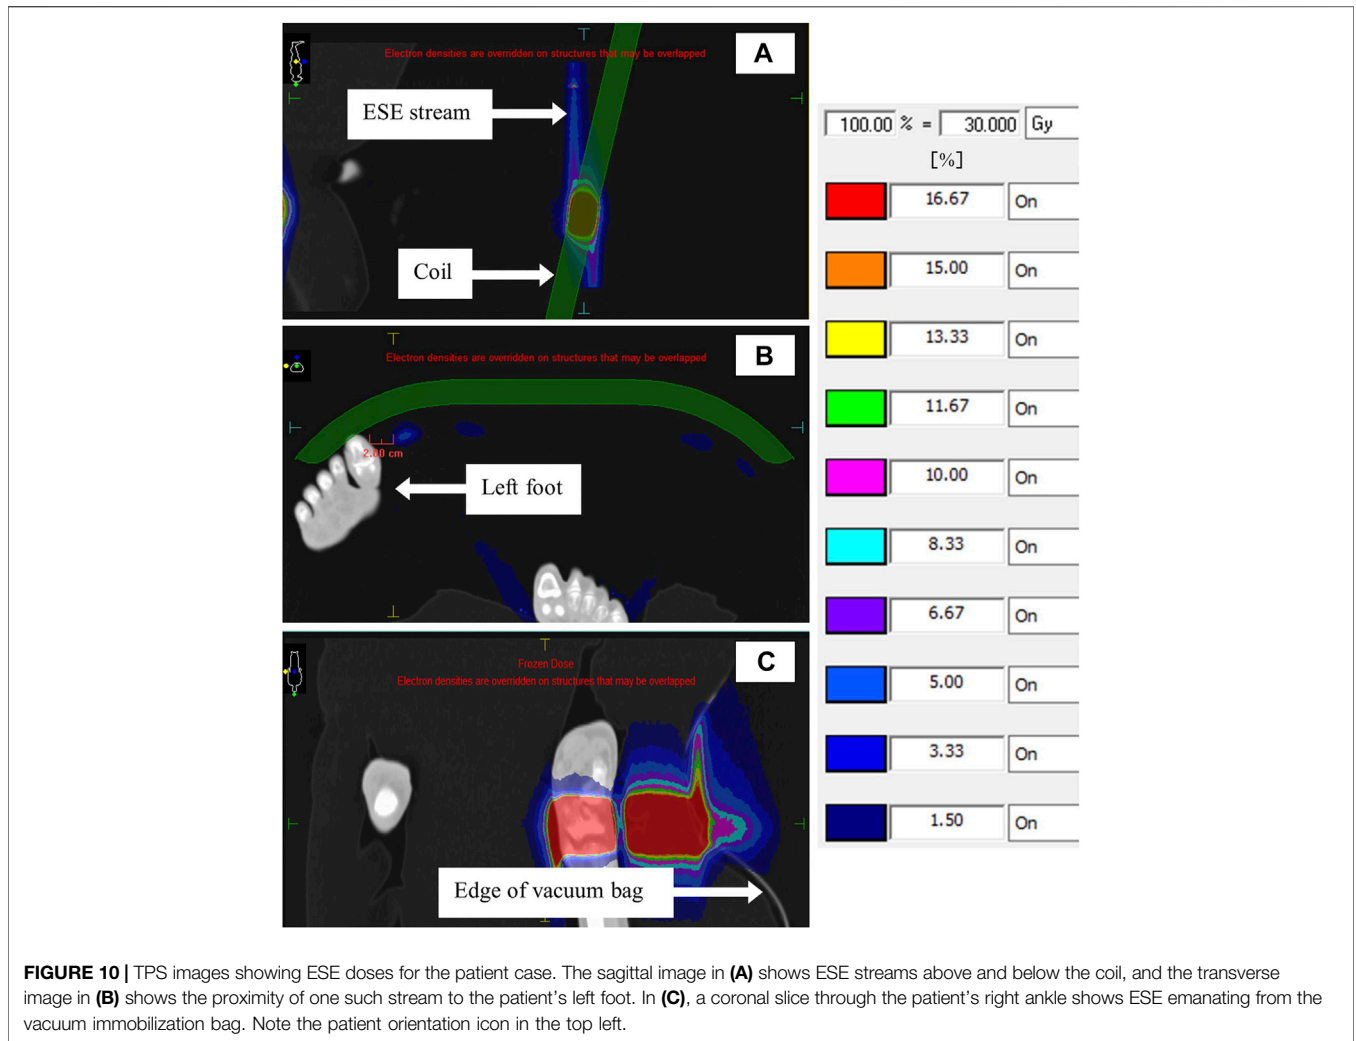 Electron densities are overridden on structures that may be overlapped
A
ESE stream
Coil
Electron densities are overridden on structures that may be overlapped
B
2.80 cm
Left foot
Frozen Dose
Electron densities are overridden on structures that may be overlapped
C
Edge of vacuum bag
100.00 % = 30.000 Gy
[%]
16.67 On
15.00 On
13.33 On
11.67 On
10.00 On
8.33 On
6.67 On
5.00 On
3.33 On
1.50 On
FIGURE 10 | TPS images showing ESE doses for the patient case. The sagittal image in (A) shows ESE streams above and below the coil, and the transverse
image in (B) shows the proximity of one such stream to the patient's left foot. In (C), a coronal slice through the patient's right ankle shows ESE emanating from the
vacuum immobilization bag. Note the patient orientation icon in the top left.